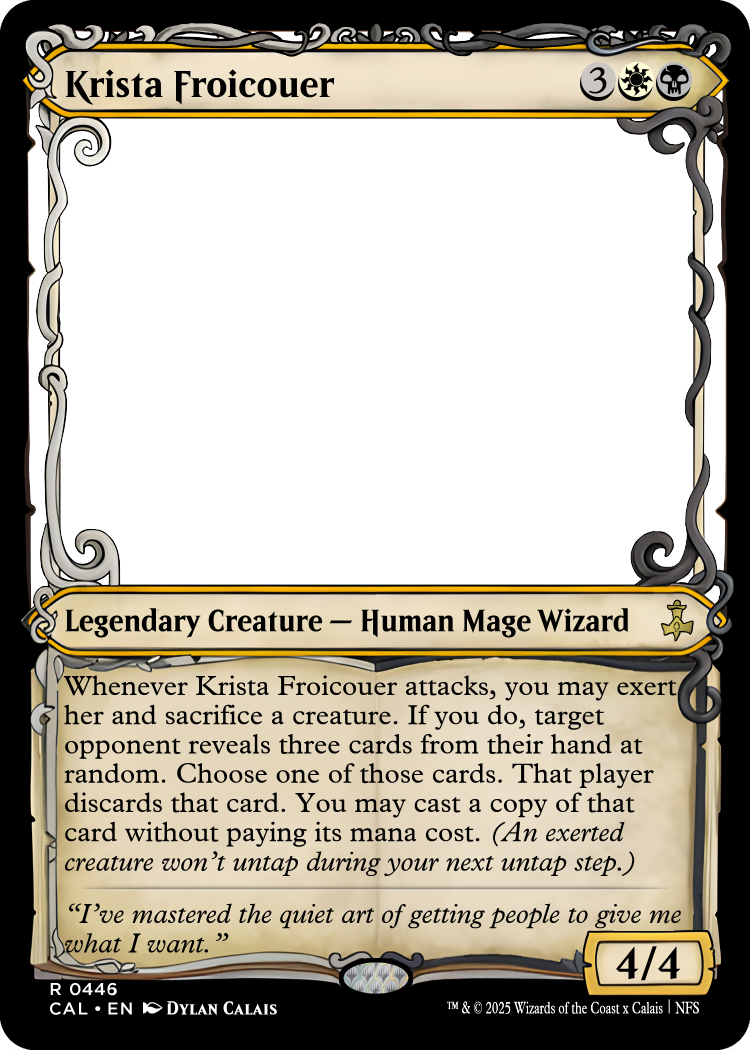 Krista Froicouer 3
Legendary Creature — Human Mage Wizard
Whenever Krista Froicouer attacks, you may exert
her and sacrifice a creature. If you do, target
opponent reveals three cards from their hand at
random. Choose one of those cards. That player
discards that card. You may cast a copy of that
card without paying its mana cost. (An exerted
creature won’t untap during your next untap step.)
“I’ve mastered the quiet art of getting people to give me
what I want.”
4/4
R 0446
CAL • EN DYLAN CALAIS ™ & © 2025 Wizards of the Coast x Calais | NFS